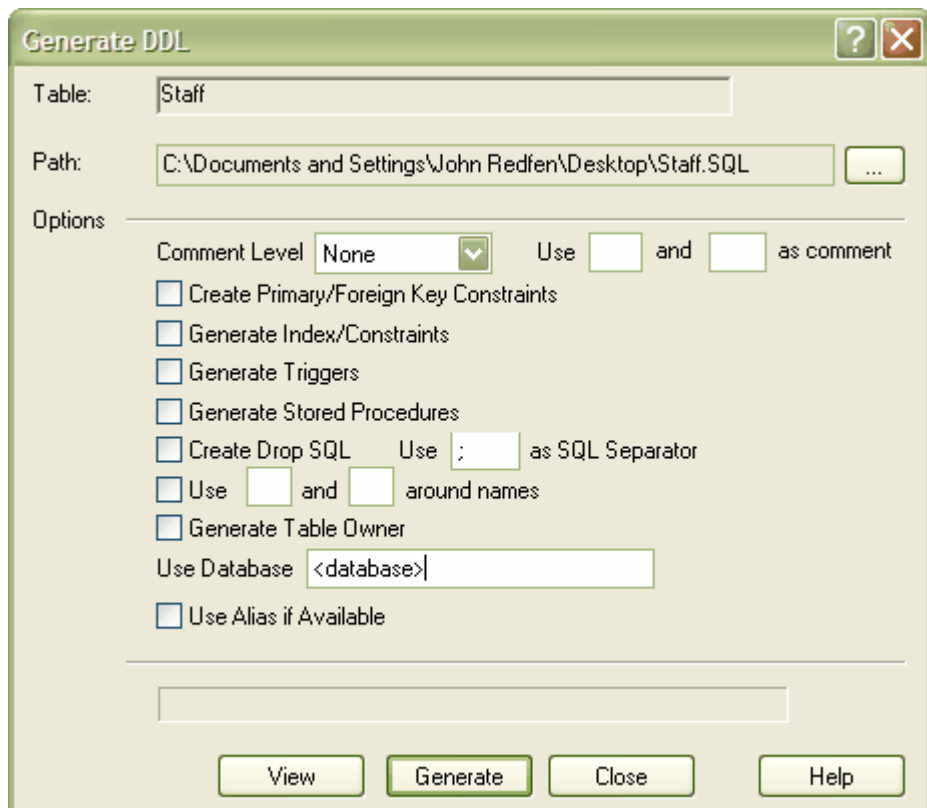 Generate DDL
Table: Staff
Path: C:\Documents and Settings\John Redfen\Desktop\Staff.SQL ...
Options
Comment Level None Use and as comment
Create Primary/Foreign Key Constraints
Generate Index/Constraints
Generate Triggers
Generate Stored Procedures
Create Drop SQL Use ; as SQL Separator
Use and around names
Generate Table Owner
Use Database <database>
Use Alias if Available
View Generate Close Help